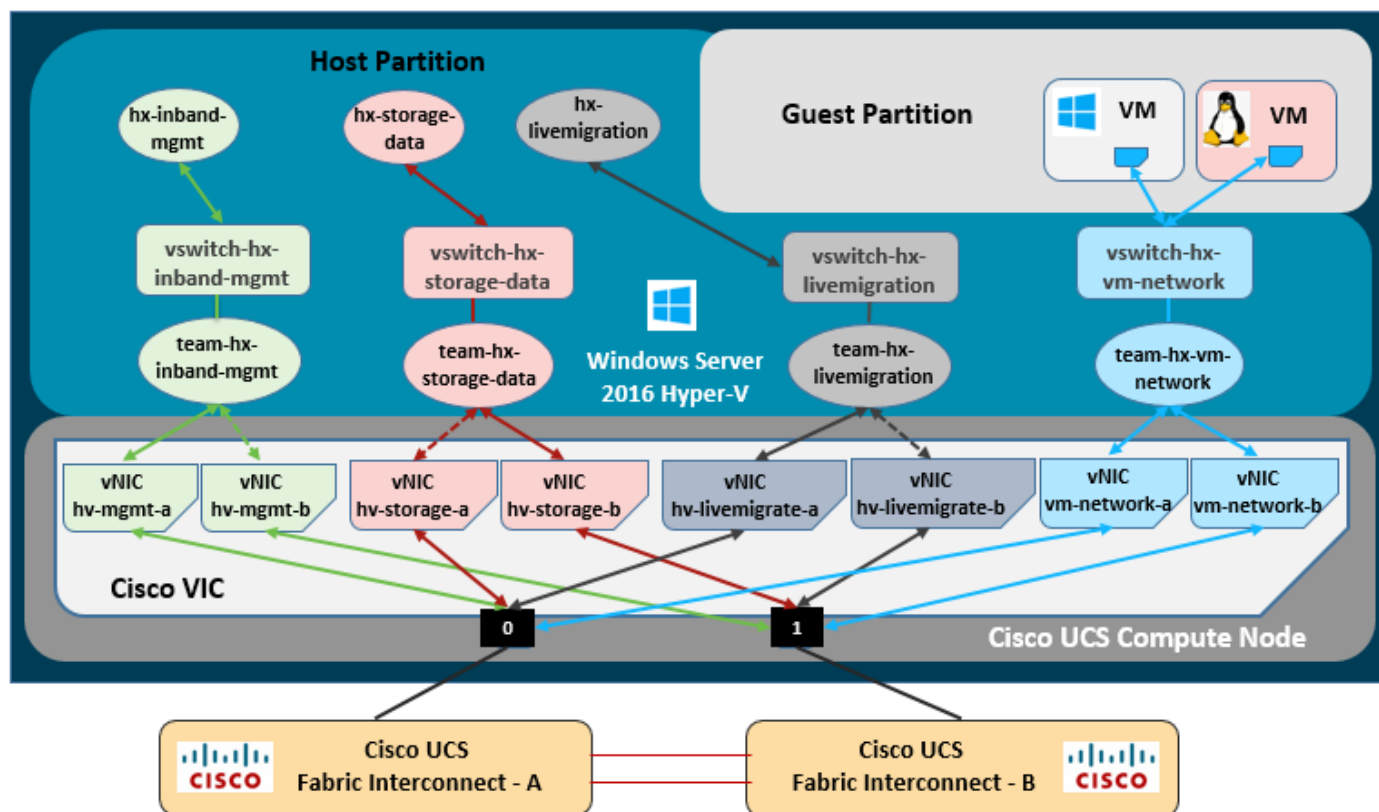 Host Partition
hx-inband-
mgmt
hx-storage-
data
hx-
livemigration
Guest Partition
VM
VM
vswitch-hx-
inband-mgmt
vswitch-hx-
storage-data
vswitch-hx-
livemigration
vswitch-hx-
vm-network
team-hx-
inband-mgmt
team-hx-
storage-data
Windows Server
2016 Hyper-V
team-hx-
livemigration
team-hx-vm-
network
vNIC
hv-mgmt-a
vNIC
hv-mgmt-b
vNIC
hv-storage-a
vNIC
hv-storage-b
vNIC
hv-livemigrate-a
vNIC
hv-livemigrate-b
vNIC
vm-network-a
vNIC
vm-network-b
Cisco VIC
0
1
Cisco UCS Compute Node
CISCO
Cisco UCS
Fabric Interconnect - A
Cisco UCS
Fabric Interconnect - B
CISCO